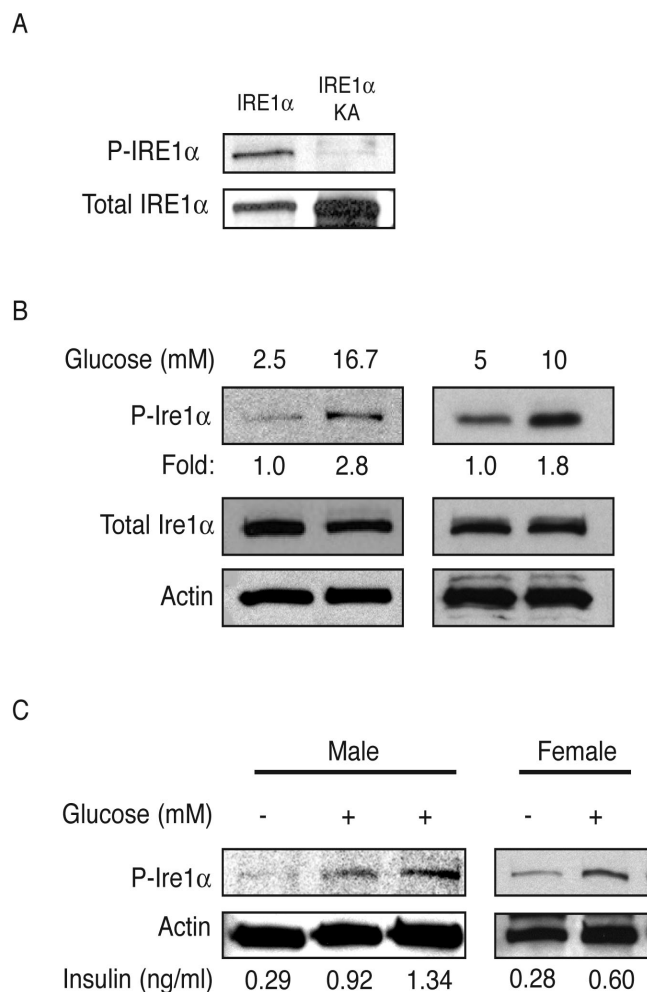 A
IRE1α IRE1α
KA
P-IRE1α
Total IRE1α
B
Glucose (mM) 2.5 16.7 5 10
P-Ire1α
Fold: 1.0 2.8 1.0 1.8
Total Ire1α
Actin
C
Male Female
Glucose (mM) - + + - +
P-Ire1α
Actin
Insulin (ng/ml) 0.29 0.92 1.34 0.28 0.60